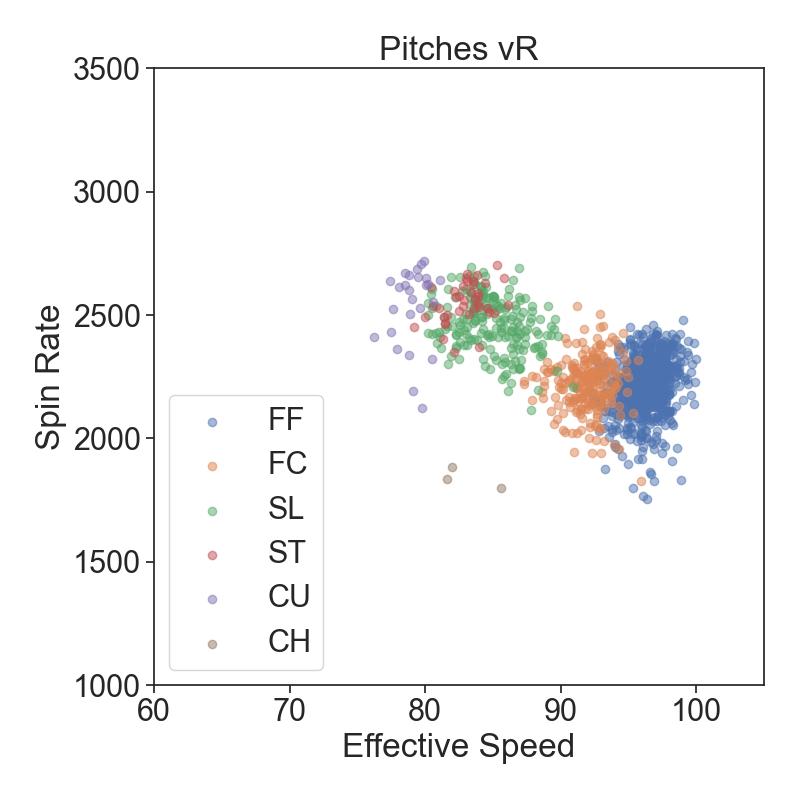 Pitches vR
3500
3000
2500
2000
1500
1000
Spin Rate
FF
FC
SL
ST
CU
CH
60 70 80 90 100
Effective Speed